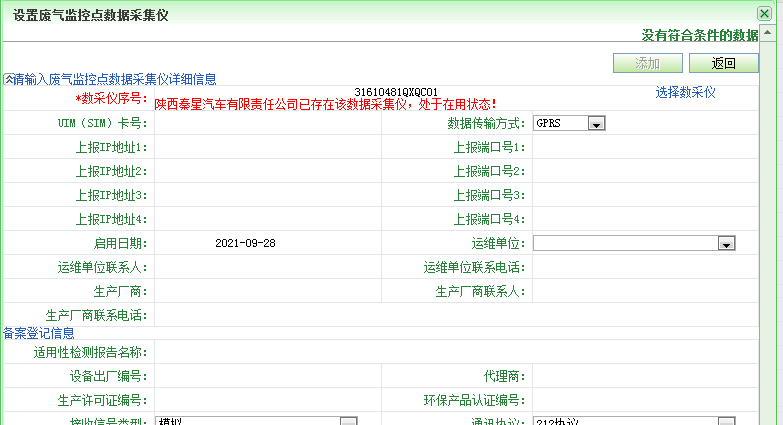 设置废气监控点数据采集仪
没有符合条件的数据
添加 返回
请输入废气监控点数据采集仪详细信息
*数采仪序号： 31610481QXQC01 选择数采仪
陕西秦星汽车有限责任公司已存在该数据采集仪，处于在用状态！
UIM（SIM）卡号： 数据传输方式： GPRS
上报IP地址1： 上报端口号1：
上报IP地址2： 上报端口号2：
上报IP地址3： 上报端口号3：
上报IP地址4： 上报端口号4：
启用日期： 2021-09-28 运维单位：
运维单位联系人： 运维单位联系电话：
生产厂商： 生产厂商联系人：
生产厂商联系电话：
备案登记信息
适用性检测报告名称：
设备出厂编号： 代理商：
生产许可证编号： 环保产品认证编号：
接收信号类型： 模拟 通讯协议： 212协议